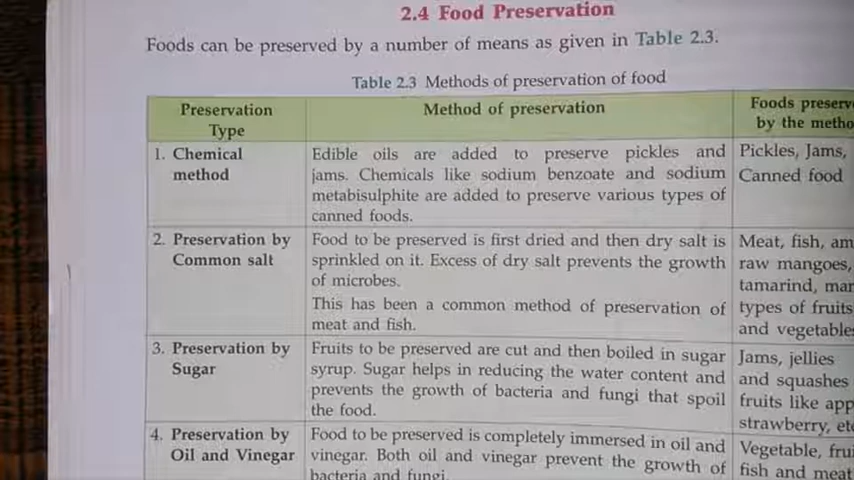 2.4 Food Preservation
Foods can be preserved by a number of means as given in Table 2.3.
Table 2.3 Methods of preservation of food
Preservation
Type
Method of preservation
Foods
by the
1. Chemical
method
Edible oils are added to preserve pickles and
jams. Chemicals like sodium benzoate and sodium
metabisulphite are added to preserve various types of
canned foods.
Pickles, Jams,
Canned food
2. Preservation by
Common salt
Food to be preserved is first dried and then dry salt is
sprinkled on it. Excess of dry salt prevents the growth
of microbes.
This has been a common method of preservation of
meat and fish.
Meat, fish,
raw mangoes,
tamarind,
types of fruits
and
3. Preservation by
Sugar
Fruits to be preserved are cut and then boiled in sugar
syrup. Sugar helps in reducing the water content and
prevents the growth of bacteria and fungi that spoil
the food.
Jams, jellies
and squashes
fruits like
strawberry,
4. Preservation by
Oil and Vinegar
Food to be preserved is completely immersed in oil and
vinegar. Both oil and vinegar prevent the growth of
bacteria and fungi.
Vegetable,
fish and meat